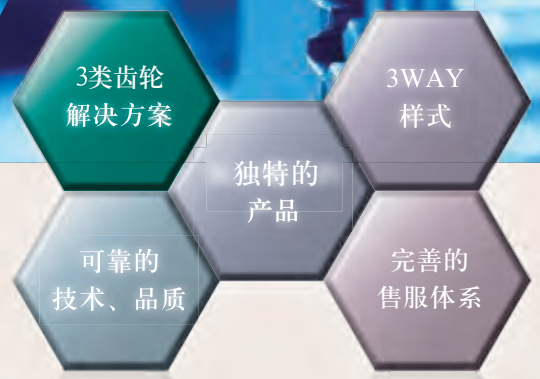 3类齿轮
解决方案
3WAY
样式
独特的
产品
可靠的
技术、品质
完善的
售服体系